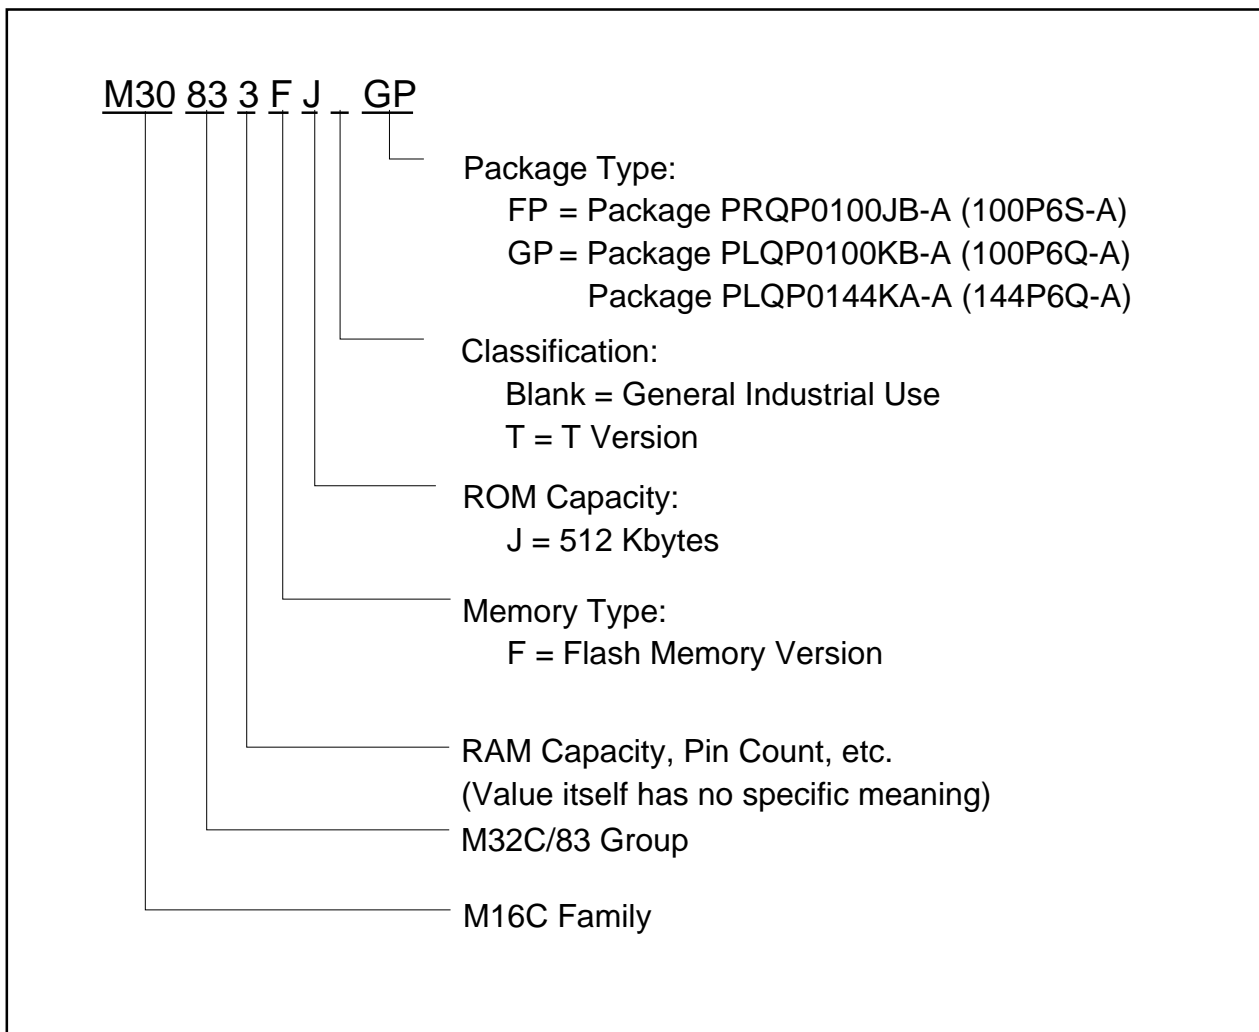 M30 83 3 F J _ GP
Package Type:
FP = Package PRQP0100JB-A (100P6S-A)
GP = Package PLQP0100KB-A (100P6Q-A)
Package PLQP0144KA-A (144P6Q-A)
Classification:
Blank = General Industrial Use
T = T Version
ROM Capacity:
J = 512 Kbytes
Memory Type:
F = Flash Memory Version
RAM Capacity, Pin Count, etc.
(Value itself has no specific meaning)
M32C/83 Group
M16C Family